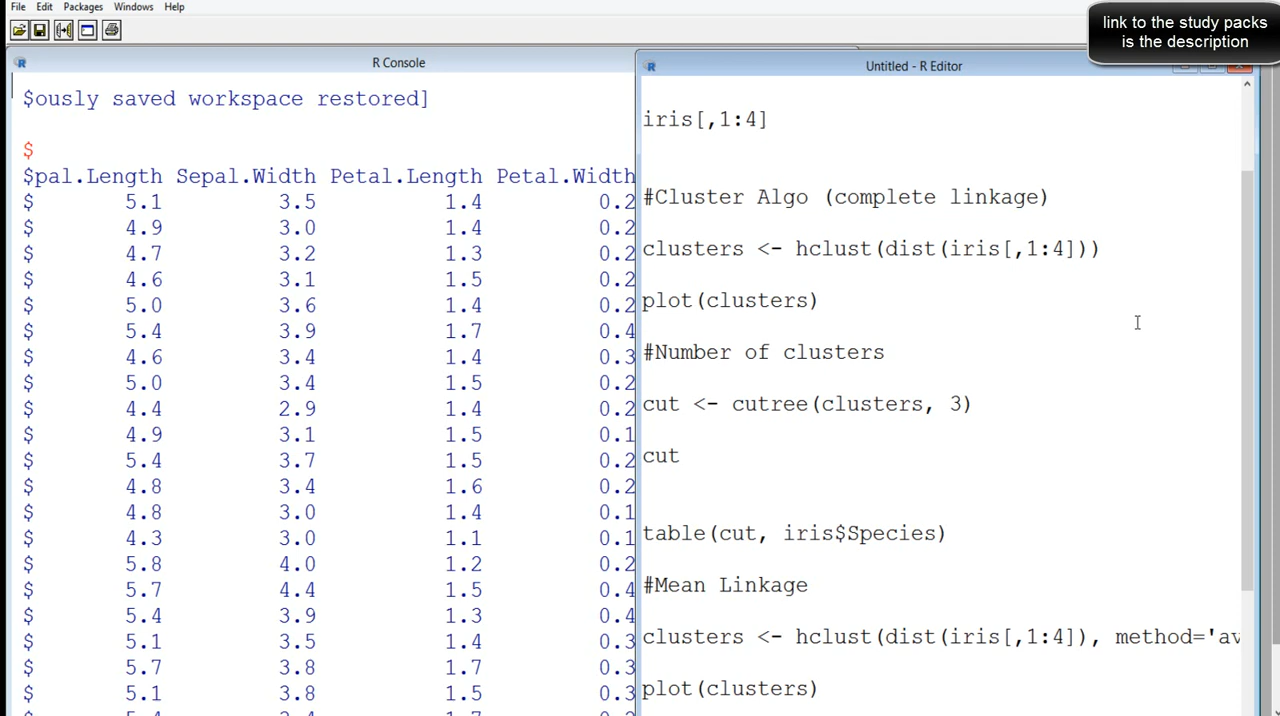 File Edit Packages Windows Help
link to the study packs
is the description
R Console
$ously saved workspace restored]
$
$pal.Length Sepal.Width Petal.Length Petal.Width
$ 5.1 3.5 1.4 0.2
$ 4.9 3.0 1.4 0.2
$ 4.7 3.2 1.3 0.2
$ 4.6 3.1 1.5 0.2
$ 5.0 3.6 1.4 0.2
$ 5.4 3.9 1.7 0.4
$ 4.6 3.4 1.4 0.3
$ 5.0 3.4 1.5 0.2
$ 4.4 2.9 1.4 0.2
$ 4.9 3.1 1.5 0.1
$ 5.4 3.7 1.5 0.2
$ 4.8 3.4 1.6 0.2
$ 4.8 3.0 1.4 0.1
$ 4.3 3.0 1.1 0.1
$ 5.8 4.0 1.2 0.2
$ 5.7 4.4 1.5 0.4
$ 5.4 3.9 1.3 0.4
$ 5.1 3.5 1.4 0.3
$ 5.7 3.8 1.7 0.3
$ 5.1 3.8 1.5 0.3
Untitled - R Editor
iris[,1:4]
#Cluster Algo (complete linkage)
clusters <- hclust(dist(iris[,1:4]))
plot(clusters)
#Number of clusters
cut <- cutree(clusters, 3)
cut
table(cut, iris$Species)
#Mean Linkage
clusters <- hclust(dist(iris[,1:4]), method='av
plot(clusters)